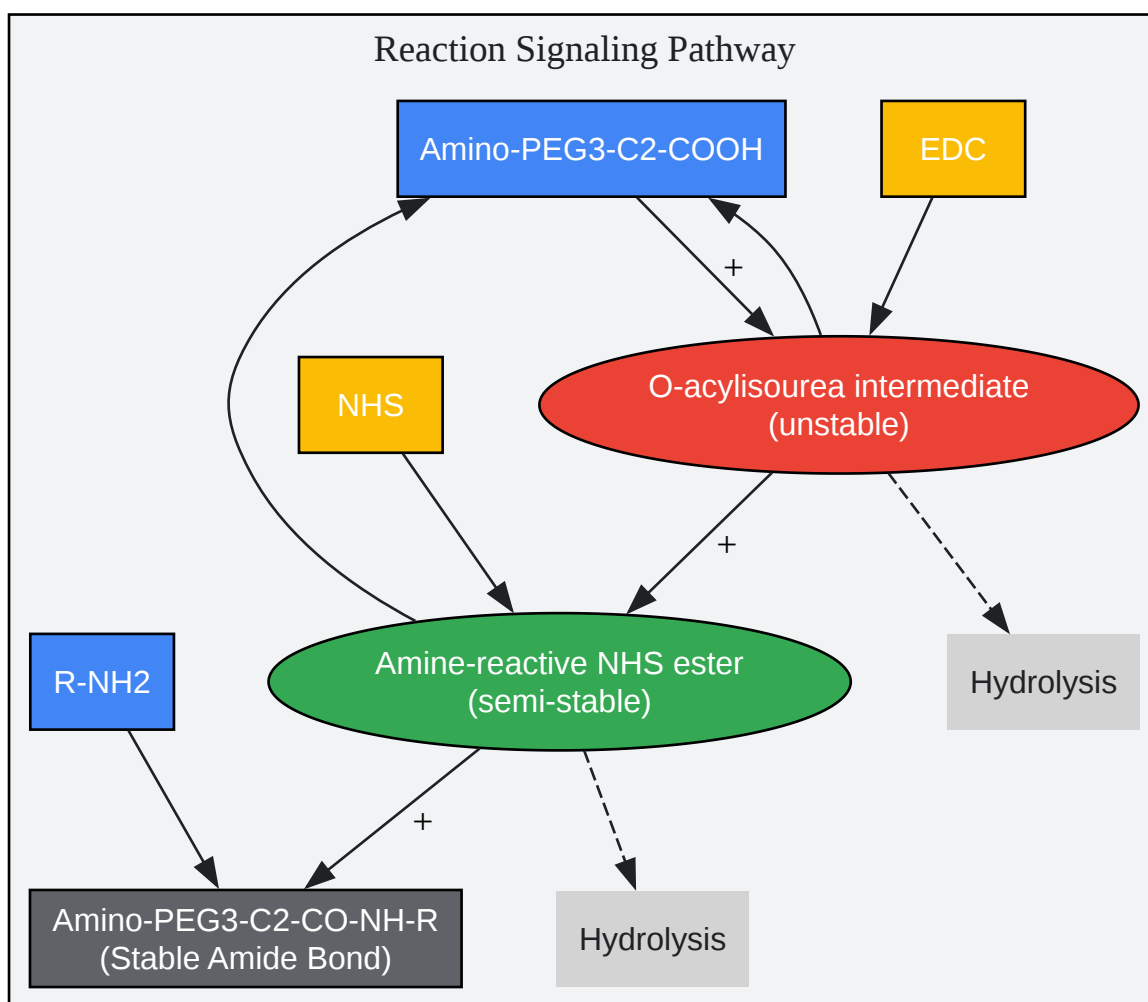 Reaction Signaling Pathway
Amino-PEG3-C2-COOH
EDC
+
NHS
O-acylisourea intermediate
(unstable)
+
R-NH2
Amine-reactive NHS ester
(semi-stable)
Hydrolysis
+
Amino-PEG3-C2-CO-NH-R
(Stable Amide Bond)
Hydrolysis